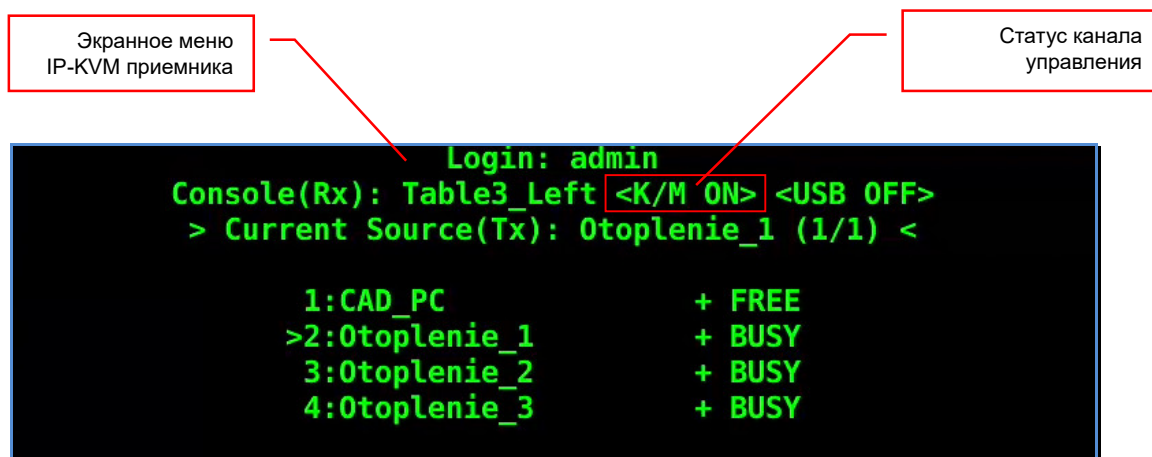 Экранное меню
IP-KVM приемника
Статус канала
управления
Login: admin
Console(Rx): Table3_Left <K/M ON> <USB OFF>
> Current Source(Tx): Otoplenie_1 (1/1) <
1:CAD_PC + FREE
>2:Otoplenie_1 + BUSY
3:Otoplenie_2 + BUSY
4:Otoplenie_3 + BUSY